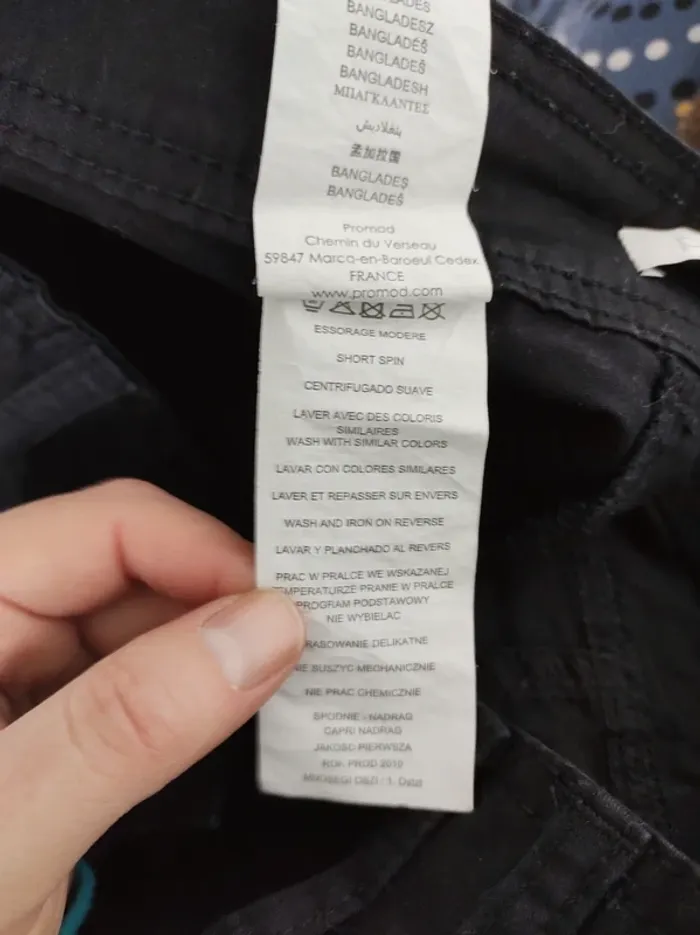 BANGLADESZ
BANGLADÉŠ
BANGLADEŠ
BANGLADESH
ΜΠΑΓΚΛΑΝΤΕΣ
بنغلاديش
孟加拉国
BANGLADEŞ
BANGLADEŠ
Promod
Chemin du Verseau
59847 Marcq-en-Baroeul Cedex
FRANCE
www.promod.com
ESSORAGE MODERE
SHORT SPIN
CENTRIFUGADO SUAVE
LAVER AVEC DES COLORIS
SIMILAIRES
WASH WITH SIMILAR COLORS
LAVAR CON COLORES SIMILARES
LAVER ET REPASSER SUR ENVERS
WASH AND IRON ON REVERSE
LAVAR Y PLANCHADO AL REVERS
PRAC W PRALCE WE WSKAZANEJ
TEMPERATURZE PRANIE W PRALCE
PROGRAM PODSTAWOWY
NIE WYBIELAC
RABOWANIE DELIKATNE
NIE SUSZYC MECHANICZNIE
NIE PRAC CHEMICZNIE
SPODNIE - NADRAG
CAPRI NADRAG
JAKOSC PIERWSZA
ROK PROD 2010